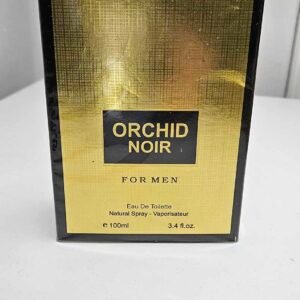 ORCHID
NOIR
FOR MEN
Eau De Toilette
Natural Spray - Vaporisateur
℮ 100ml 3.4 fl.oz.